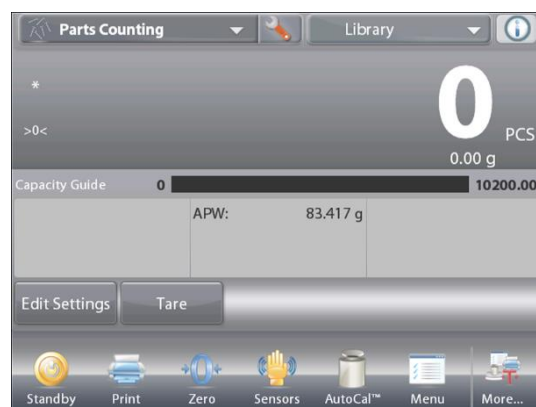 Parts Counting
Library
*
0
>0<
PCS
0.00 g
Capacity Guide 0 10200.00
APW: 83.417 g
Edit Settings Tare
Standby Print Zero Sensors AutoCal™ Menu More...